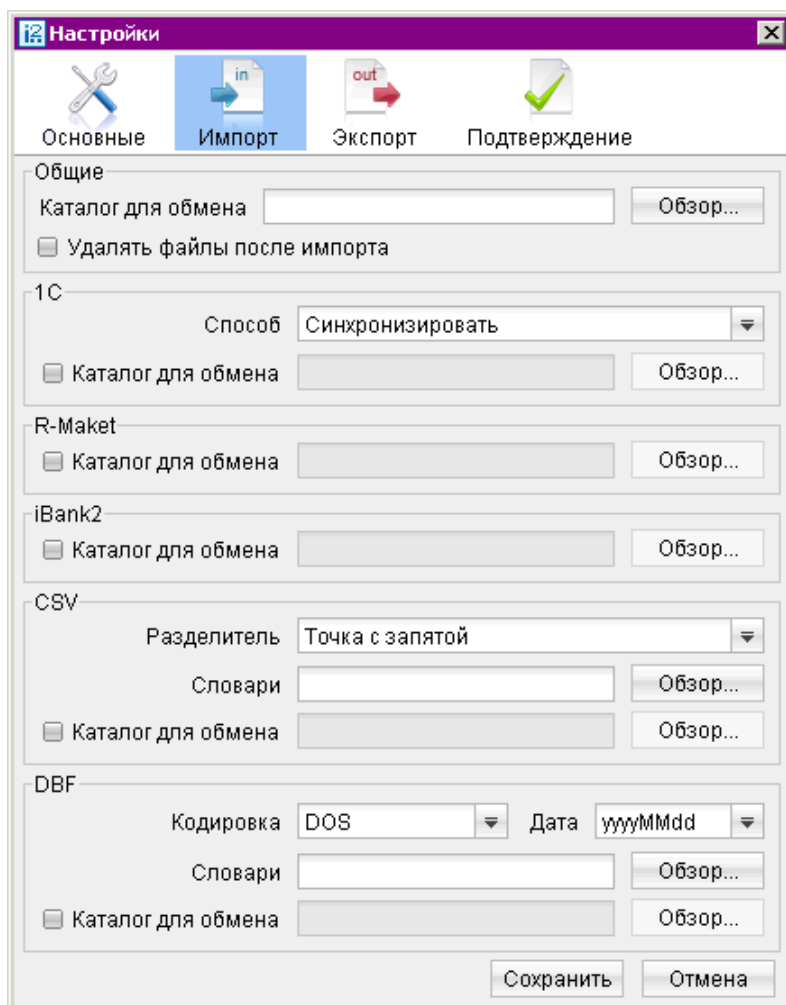 i2 Настройки
in out
Основные Импорт Экспорт Подтверждение
Общие
Каталог для обмена Обзор...
Удалять файлы после импорта
1С
Способ Синхронизировать
Каталог для обмена Обзор...
R-Maket
Каталог для обмена Обзор...
iBank2
Каталог для обмена Обзор...
CSV
Разделитель Точка с запятой
Словари Обзор...
Каталог для обмена Обзор...
DBF
Кодировка DOS Дата yyyyMMdd
Словари Обзор...
Каталог для обмена Обзор...
Сохранить Отмена